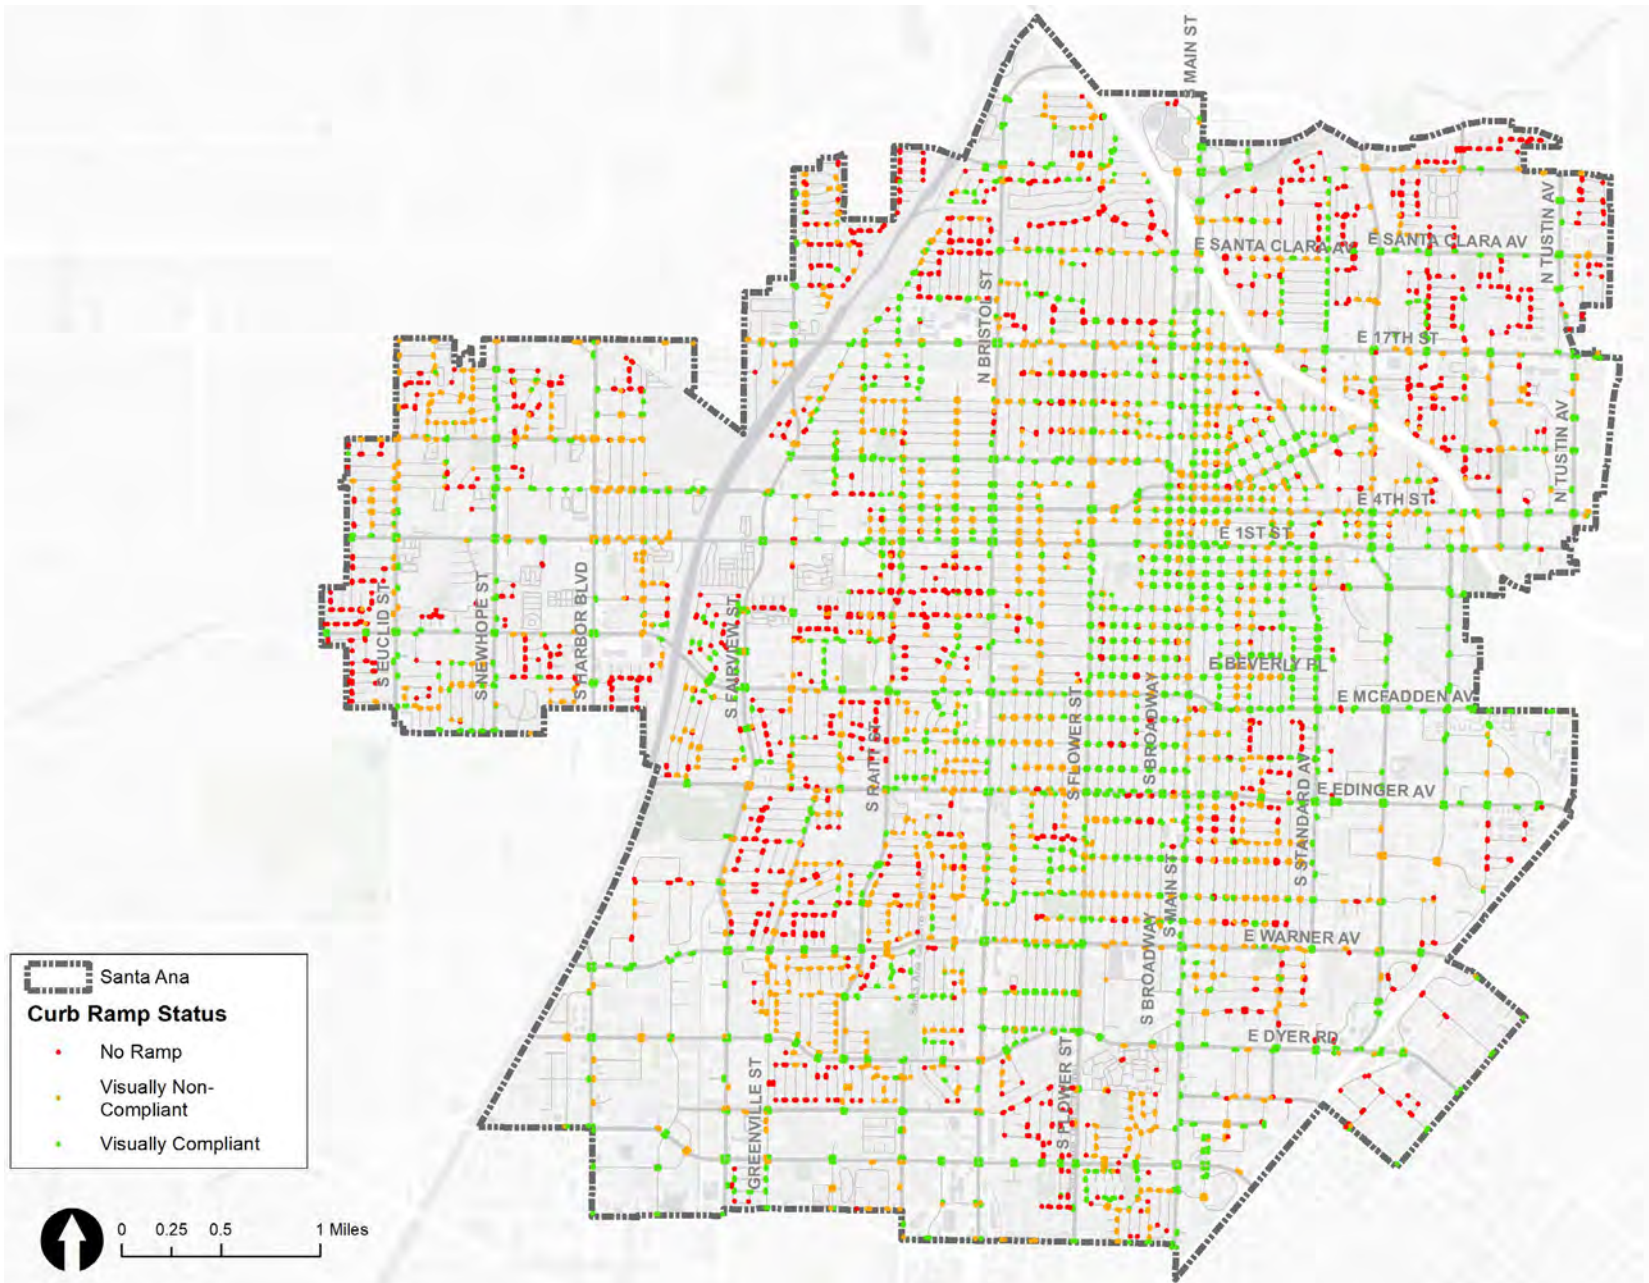 S MAIN ST
E SANTA CLARA AV
E SANTA CLARA AV
N TUSTIN AV
N BRISTOL ST
E 17TH ST
N TUSTIN AV
E 4TH ST
E 1ST ST
S EUCLID ST
S NEWHOPE ST
S HARBOR BLVD
S FAIRVIEW ST
E BEVERLY PL
E MCFADDEN AV
S RAITT ST
S FLOWER ST
S BROADWAY
S STANDARD AV
E EDINGER AV
S MAIN ST
S BROADWAY
E WARNER AV
E DYER RD
GREENVILLE ST
S FLOWER ST
Santa Ana
Curb Ramp Status
No Ramp
Visually Non-
Compliant
Visually Compliant
0 0.25 0.5 1 Miles